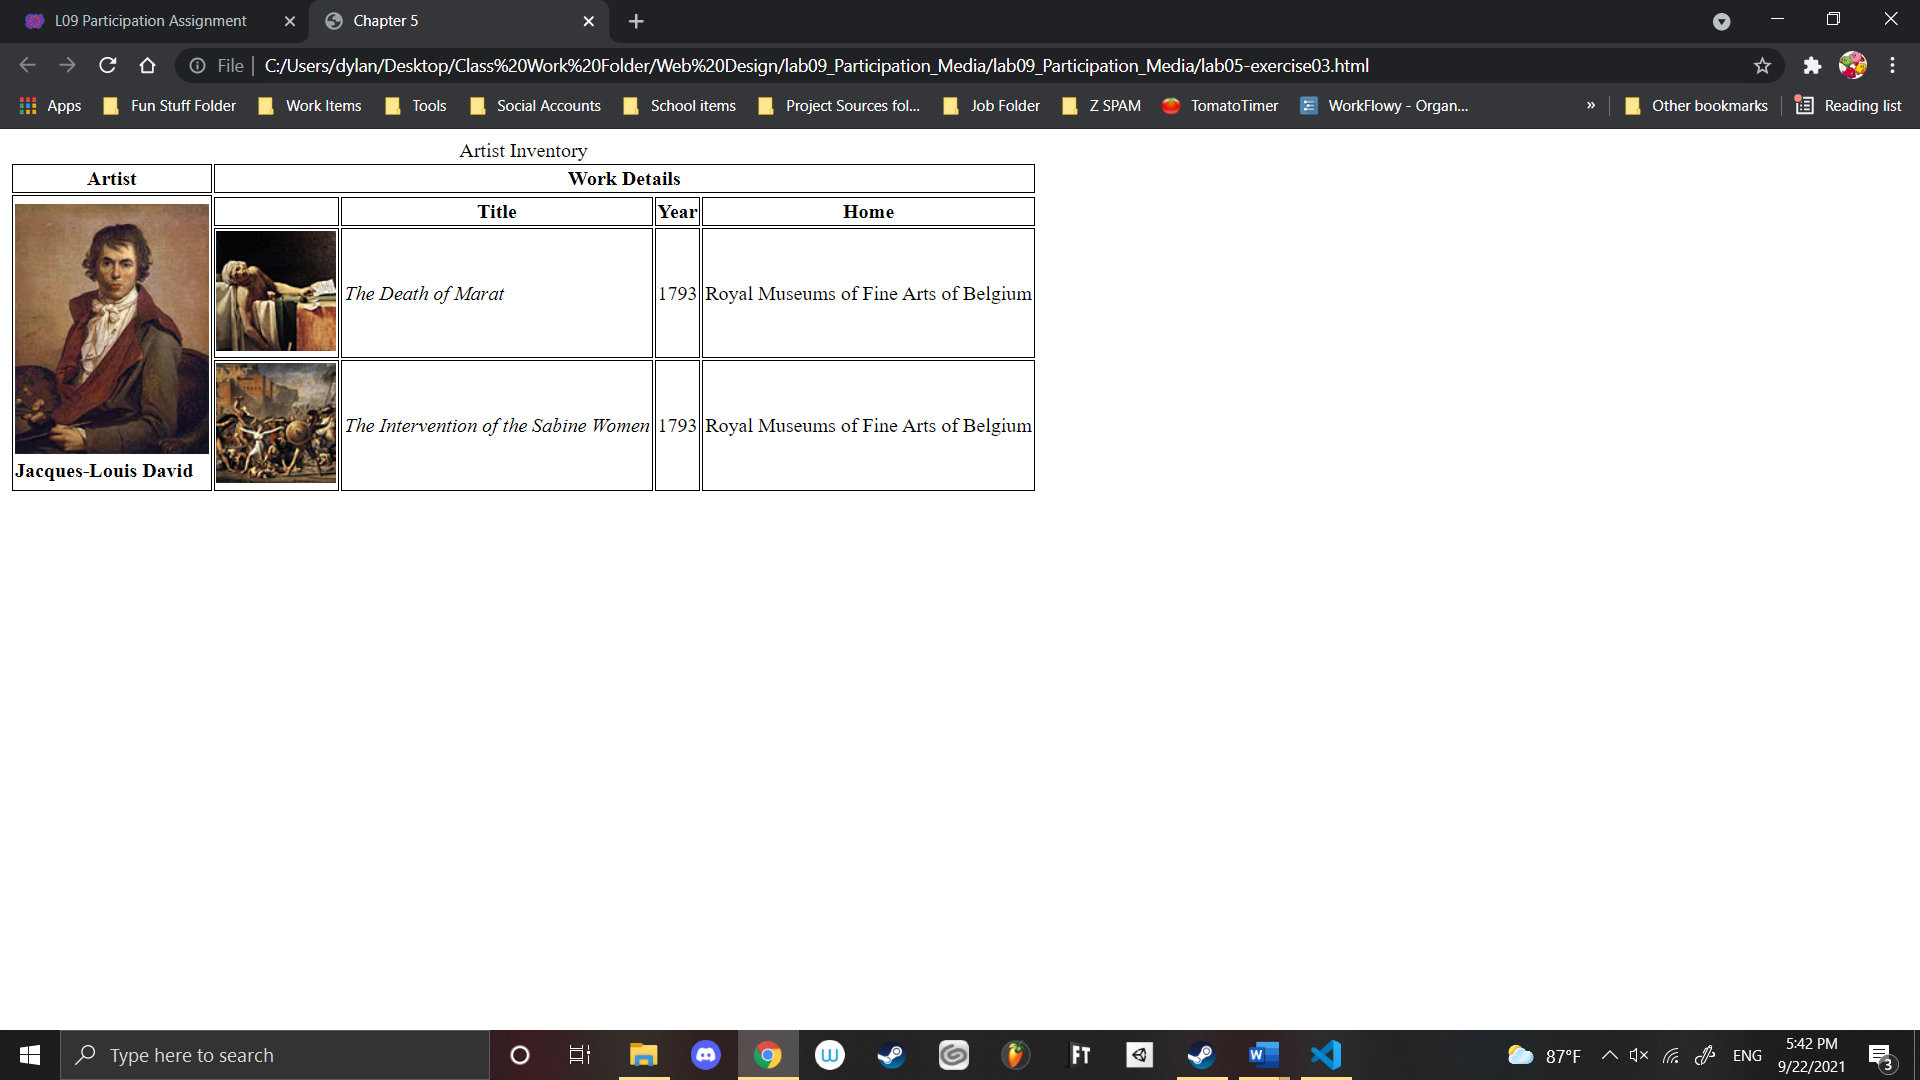 L09 Participation Assignment
Chapter 5
File
C:/Users/dylan/Desktop/Class%20Work%20Folder/Web%20Design/lab09_Participation_Media/lab09_Participation_Media/lab05-exercise03.html
Apps Fun Stuff Folder Work Items Tools Social Accounts School items Project Sources fol... Job Folder Z SPAM TomatoTimer WorkFlowy - Organ... » Other bookmarks Reading list
Artist Inventory
Artist Work Details
Title Year Home
The Death of Marat 1793 Royal Museums of Fine Arts of Belgium
The Intervention of the Sabine Women 1793 Royal Museums of Fine Arts of Belgium
Jacques-Louis David
Type here to search
FT
87°F
ENG
5:42 PM
9/22/2021
3